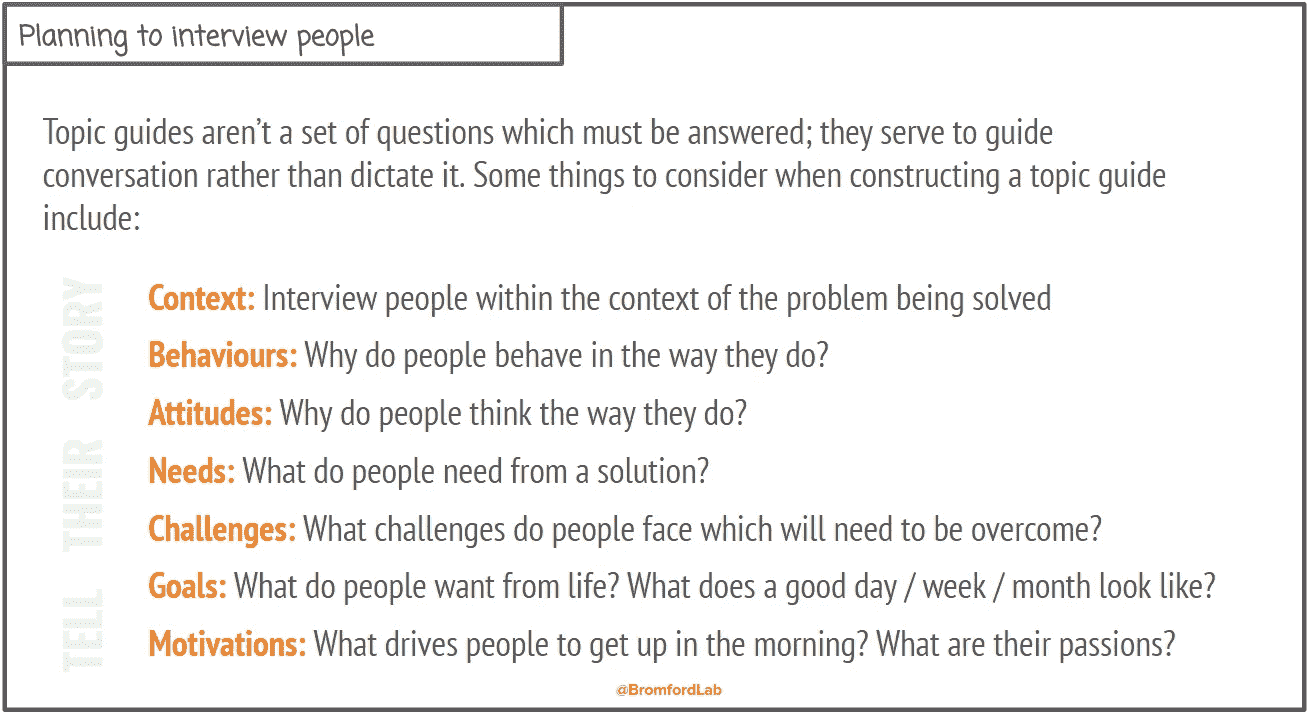 Planning to interview people
Topic guides aren't a set of questions which must be answered; they serve to guide
conversation rather than dictate it. Some things to consider when constructing a topic guide
include:
TELL THEIR STORY
Context: Interview people within the context of the problem being solved
Behaviours: Why do people behave in the way they do?
Attitudes: Why do people think the way they do?
Needs: What do people need from a solution?
Challenges: What challenges do people face which will need to be overcome?
Goals: What do people want from life? What does a good day / week / month look like?
Motivations: What drives people to get up in the morning? What are their passions?
@BromfordLab